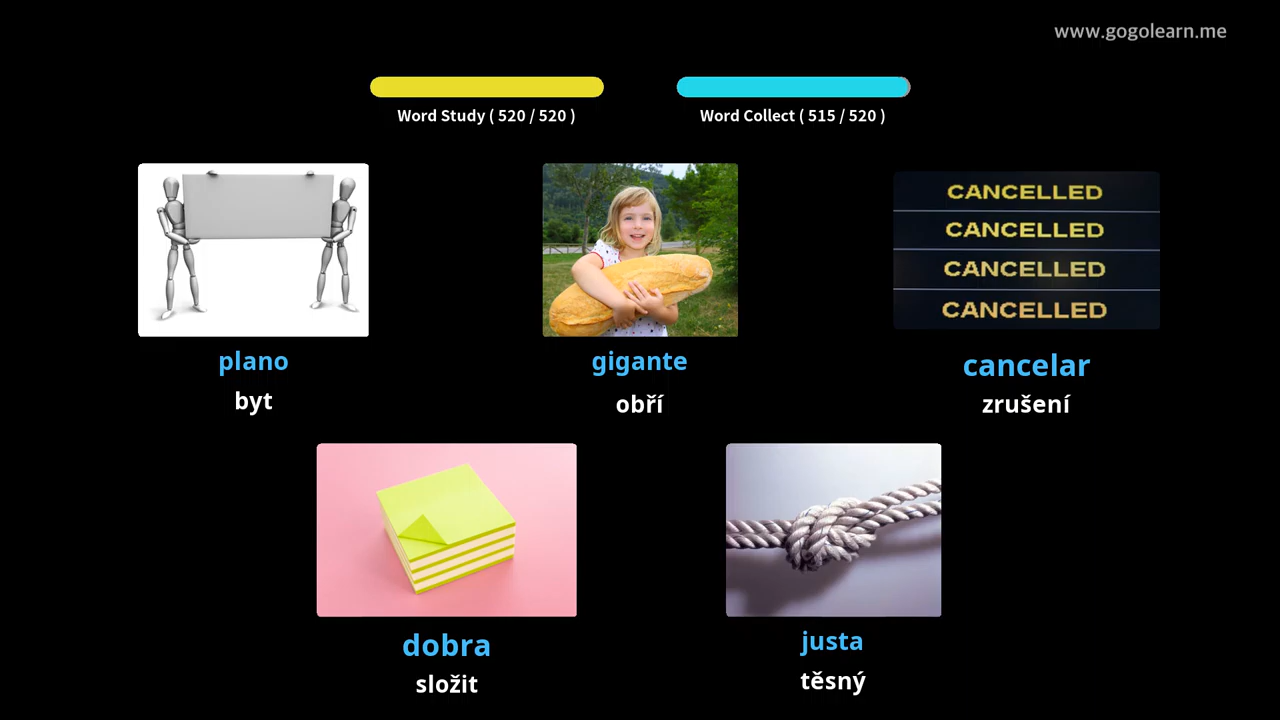 www.gogolearn.me
Word Study ( 520 / 520 )
Word Collect ( 515 / 520 )
CANCELLED
CANCELLED
CANCELLED
CANCELLED
plano
byt
gigante
obří
cancelar
zrušení
dobra
složit
justa
těsný